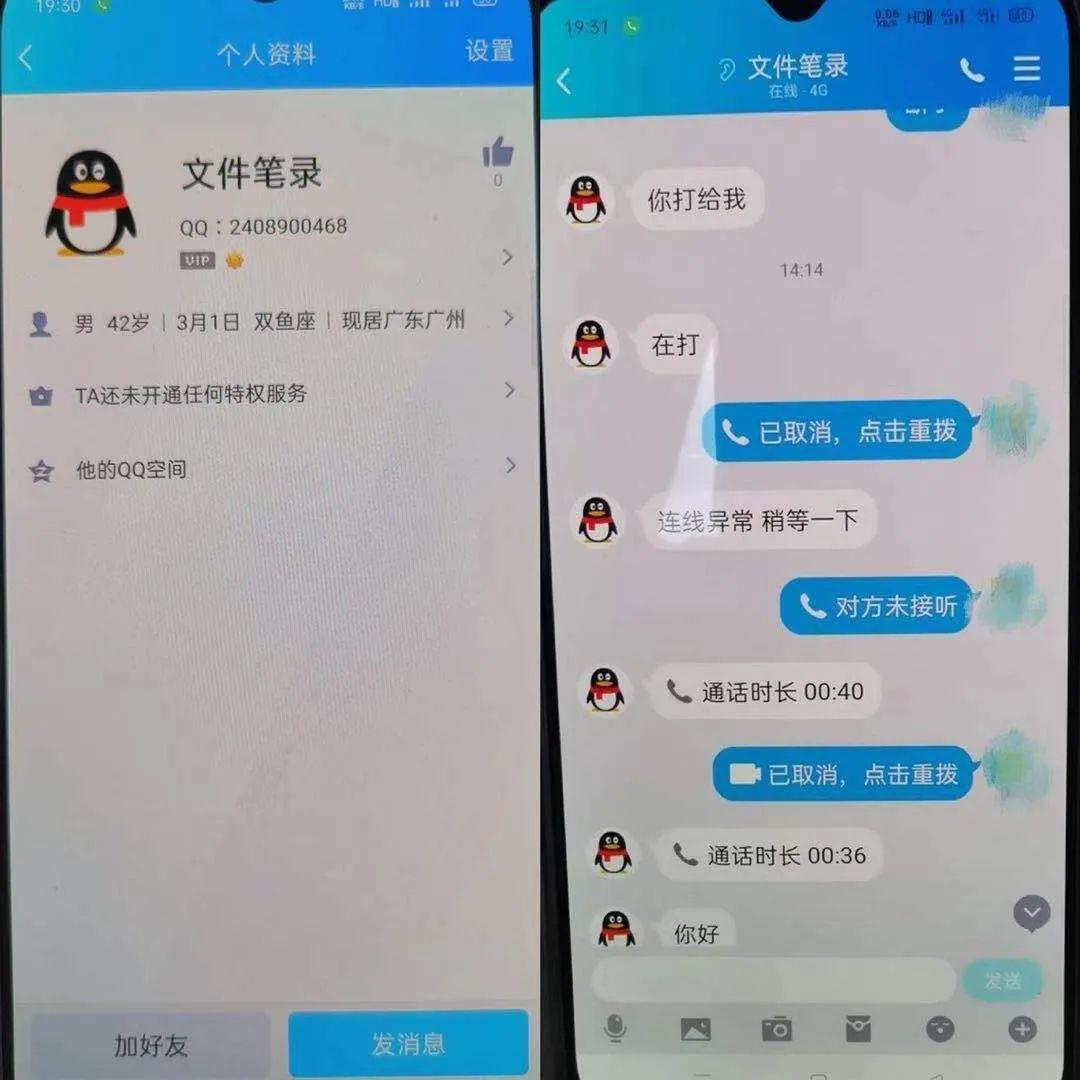 19:30
个人资料
设置
文件笔录
0
QQ：2408900468
VIP
男 42岁 | 3月1日 双鱼座 | 现居广东广州
TA还未开通任何特权服务
他的QQ空间
加好友
发消息
19:31
0.06 KB/S HD 4G 4G
文件笔录
在线 - 4G
你打给我
14:14
在打
已取消，点击重拨
连线异常 稍等一下
对方未接听
通话时长 00:40
已取消，点击重拨
通话时长 00:36
你好
发送